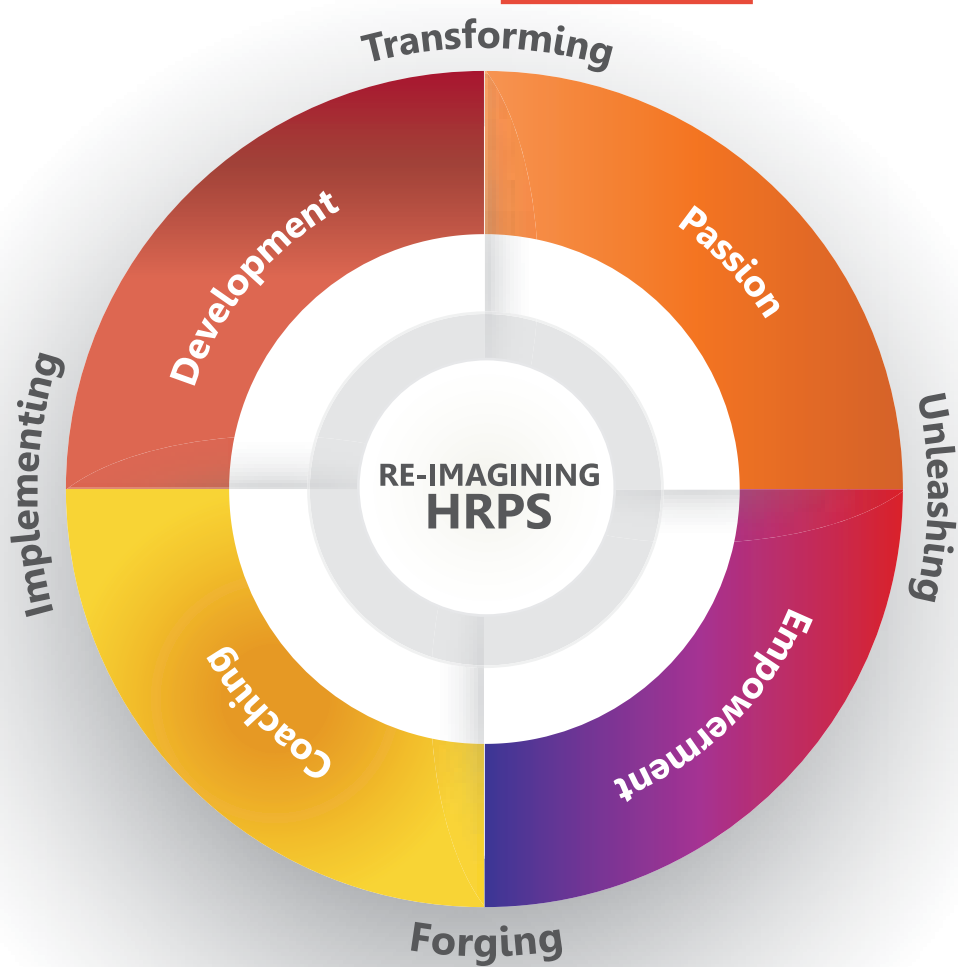 Transforming
Passion
Unleashing
Empowerment
Forging
Coaching
Implementing
Development
RE-IMAGINING
HRPS